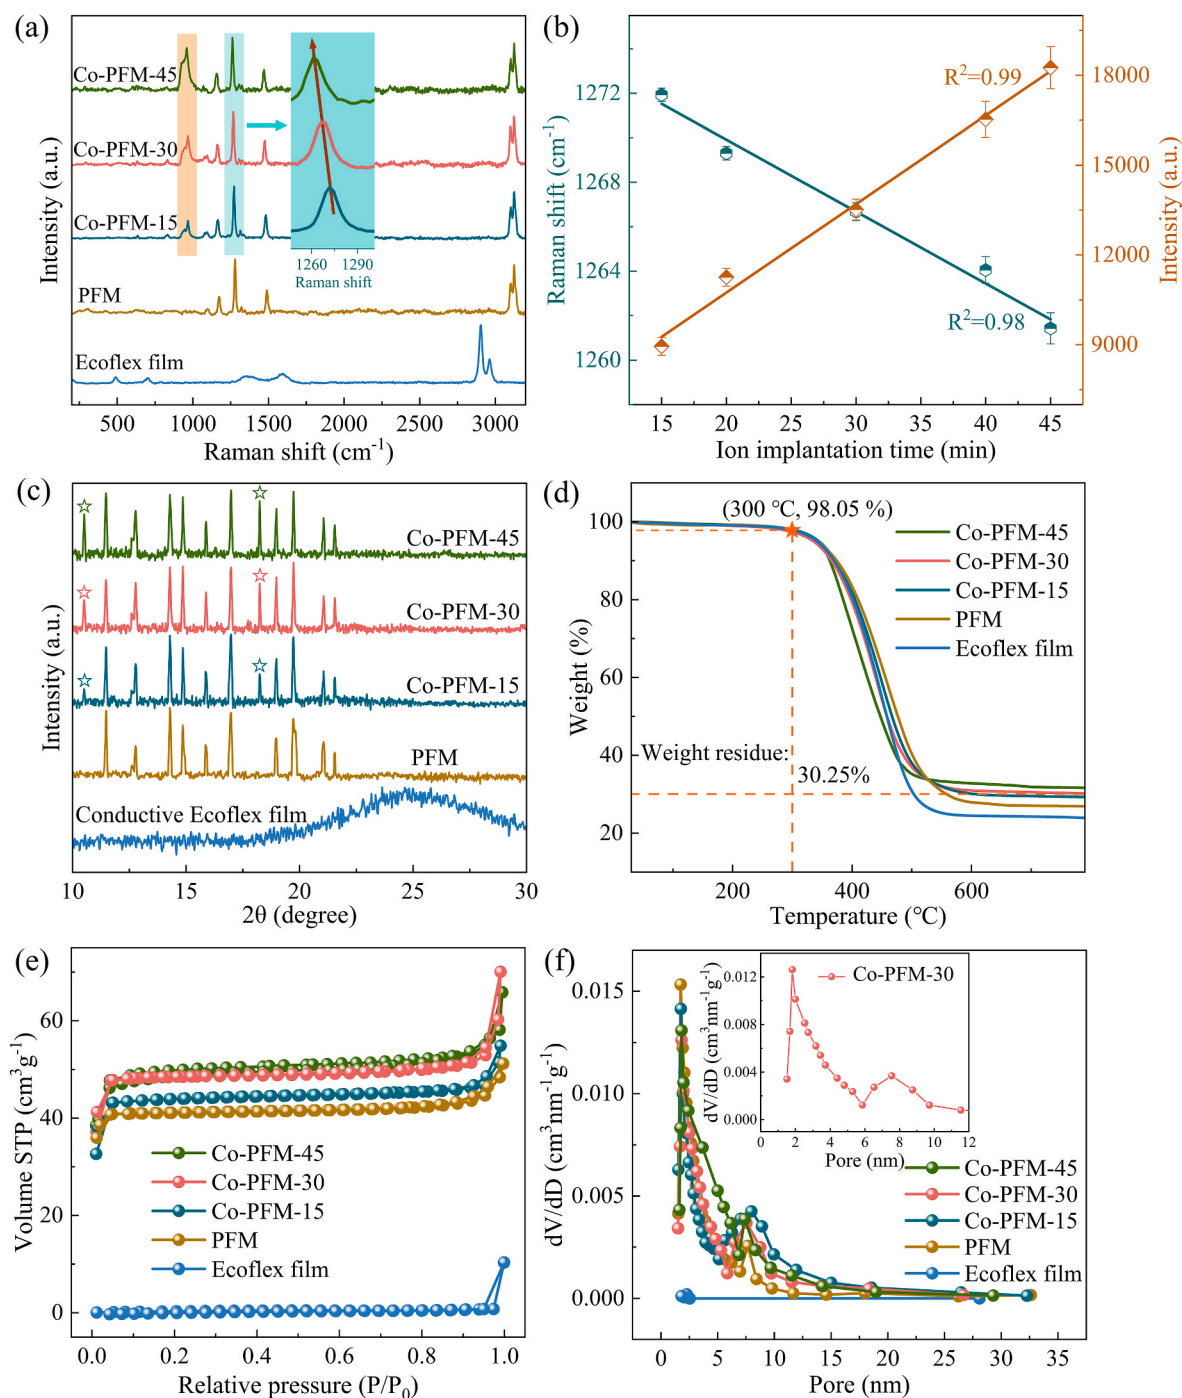 (a)
Co-PFM-45
Co-PFM-30
Co-PFM-15
PFM
Ecoflex film
1260 1290
Raman shift
Intensity (a.u.)
500 1000 1500 2000 2500 3000
Raman shift (cm⁻¹)
(b)
R²=0.99
R²=0.98
1272
1268
1264
1260
Raman shift (cm⁻¹)
18000
15000
12000
9000
Intensity (a.u.)
15 20 25 30 35 40 45
Ion implantation time (min)
(c)
☆ ☆
Co-PFM-45
☆ ☆
Co-PFM-30
☆ ☆
Co-PFM-15
PFM
Conductive Ecoflex film
Intensity (a.u.)
10 15 20 25 30
2θ (degree)
(d)
(300 ℃, 98.05 %)
Co-PFM-45
Co-PFM-30
Co-PFM-15
PFM
Ecoflex film
Weight residue:
30.25%
100
80
60
40
20
Weight (%)
200 400 600
Temperature (℃)
(e)
60
40
20
0
Volume STP (cm³g⁻¹)
Co-PFM-45
Co-PFM-30
Co-PFM-15
PFM
Ecoflex film
0.0 0.2 0.4 0.6 0.8 1.0
Relative pressure (P/P₀)
(f)
0.015
0.010
0.005
0.000
dV/dD (cm³nm⁻¹g⁻¹)
0.012
0.008
0.004
0.000
dV/dD (cm³nm⁻¹g⁻¹)
Co-PFM-30
0 2 4 6 8 10 12
Pore (nm)
Co-PFM-45
Co-PFM-30
Co-PFM-15
PFM
Ecoflex film
0 5 10 15 20 25 30 35
Pore (nm)